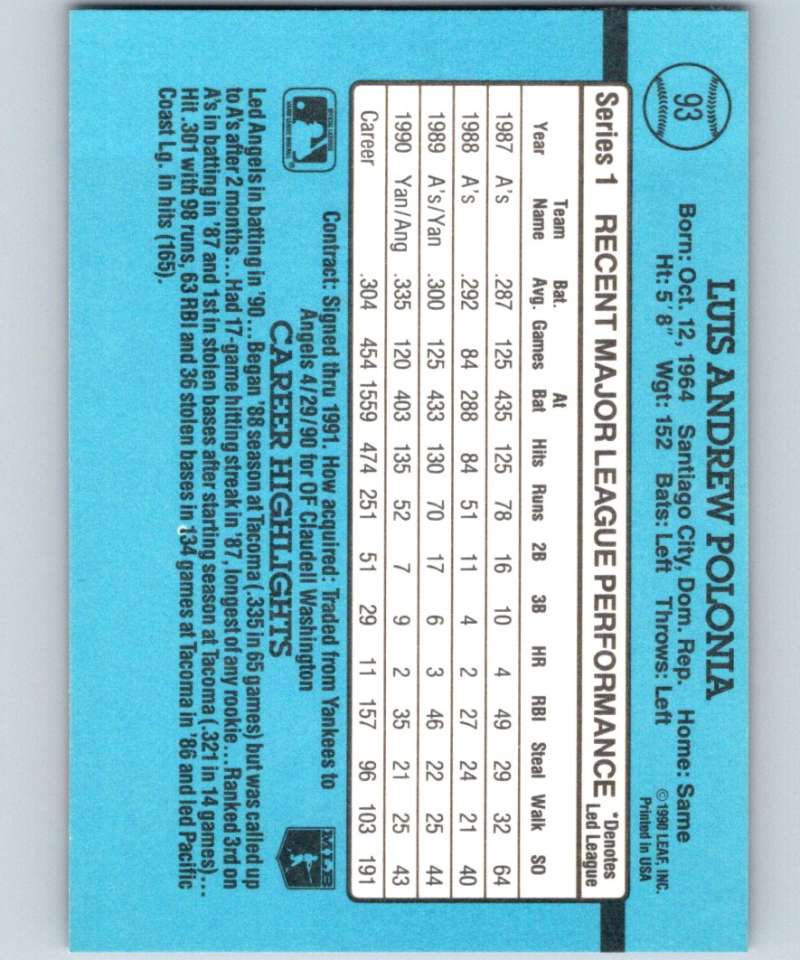 93
LUIS ANDREW POLONIA
Born: Oct. 12, 1964 Santiago City, Dom. Rep. Home: Same
Ht: 5' 8" Wgt: 152 Bats: Left Throws: Left
©1990 LEAF, INC.
Printed in USA
Series 1 RECENT MAJOR LEAGUE PERFORMANCE *Denotes Led League
Year Team Name Bat. Avg. Games At Bat Hits Runs 2B 3B HR RBI Steal Walk SO
1987 A's .287 125 435 125 78 16 10 4 49 29 32 64
1988 A's .292 84 288 84 51 11 4 2 27 24 21 40
1989 A's/Yan .300 125 433 130 70 17 6 3 46 22 25 44
1990 Yan/Ang .335 120 403 135 52 7 9 2 35 21 25 43
Career .304 454 1559 474 251 51 29 11 157 96 103 191
Contract: Signed thru 1991. How acquired: Traded from Yankees to
Angels 4/29/90 for OF Claudell Washington
MLB
CAREER HIGHLIGHTS
Led Angels in batting in '90... Began '88 season at Tacoma (.335 in 65 games) but was called up
to A's after 2 months... Had 17-game hitting streak in '87, longest of any rookie... Ranked 3rd on
A's in batting in '87 and 1st in stolen bases after starting season at Tacoma (.321 in 14 games)...
Hit .301 with 98 runs, 63 RBI and 36 stolen bases in 134 games at Tacoma in '86 and led Pacific
Coast Lg. in hits (165).